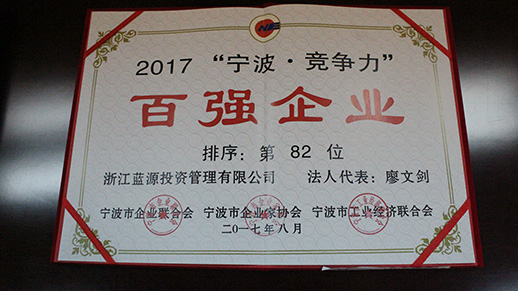 2017 “宁波·竞争力”
百强企业
排序：第 82 位
浙江蓝源投资管理有限公司 法人代表：廖文剑
宁波市企业联合会 宁波市企业家协会 宁波市工业经济联合会
二〇一七年八月